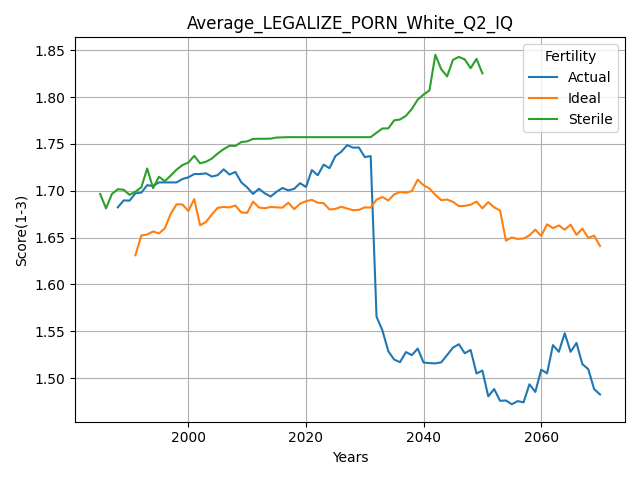 Average_LEGALIZE_PORN_White_Q2_IQ
Score(1-3)
1.85
1.80
1.75
1.70
1.65
1.60
1.55
1.50
Fertility
Actual
Ideal
Sterile
2000
2020
2040
2060
Years